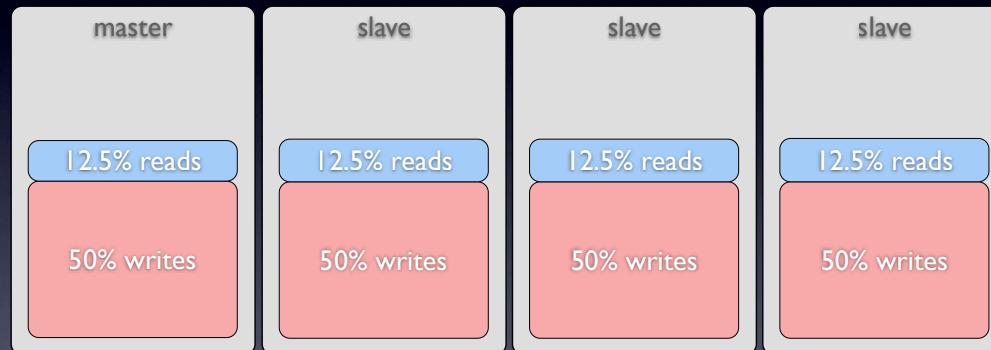 master
slave
slave
slave
12.5% reads
12.5% reads
12.5% reads
12.5% reads
50% writes
50% writes
50% writes
50% writes